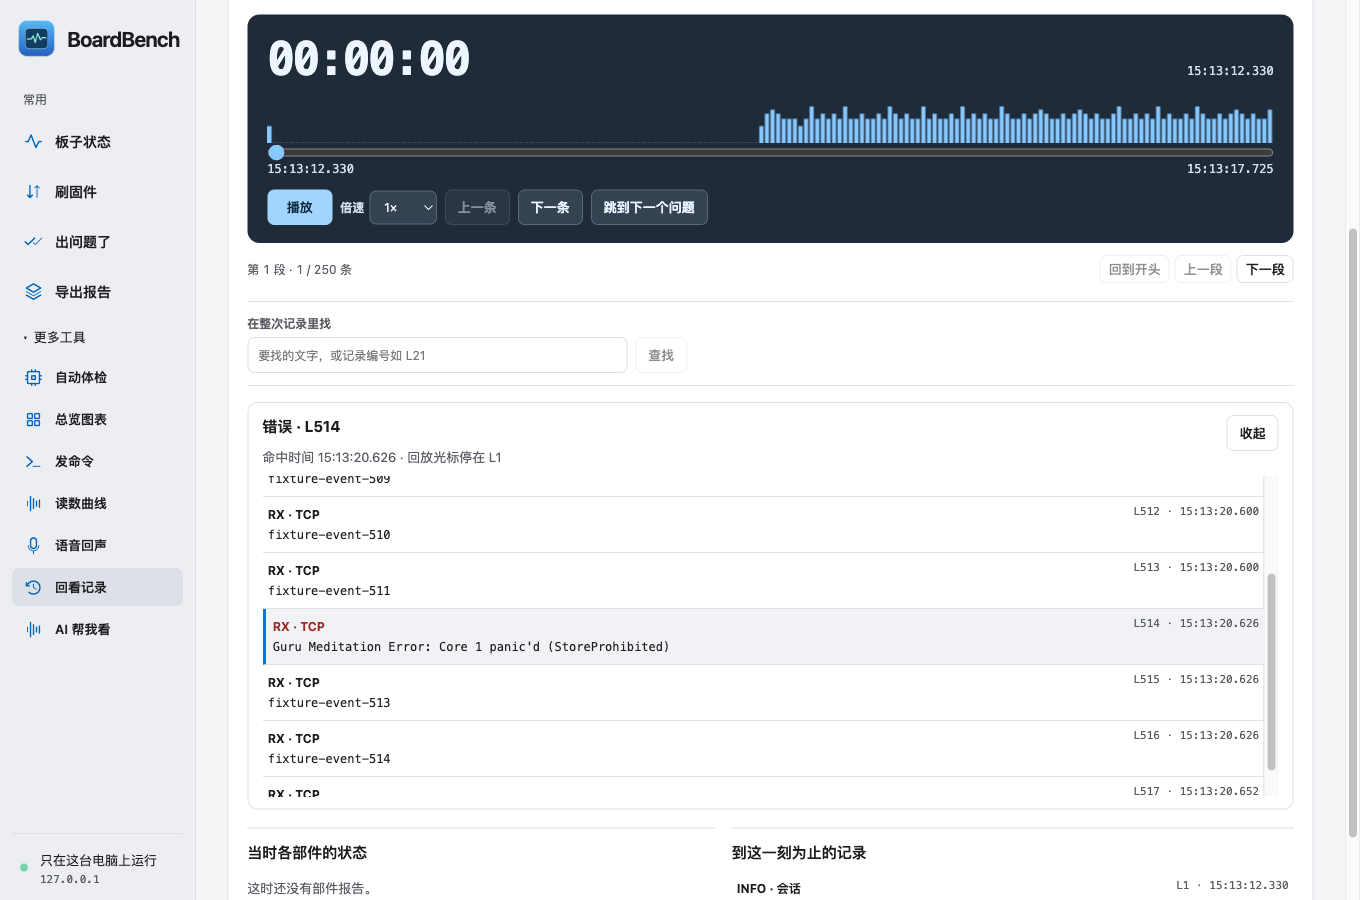 BoardBench
常用
板子状态
刷固件
出问题了
导出报告
更多工具
自动体检
总览图表
发命令
读数曲线
语音回声
回看记录
AI 帮我看
只在这台电脑上运行
127.0.0.1
00:00:00
15:13:12.330
15:13:12.330
15:13:17.725
播放 倍速 1× 上一条 下一条 跳到下一个问题
第 1 段 · 1 / 250 条
回到开头 上一段 下一段
在整次记录里找
要找的文字，或记录编号如 L21 查找
错误 · L514
收起
命中时间 15:13:20.626 · 回放光标停在 L1
fixture-event-509
RX · TCP L512 · 15:13:20.600
fixture-event-510
RX · TCP L513 · 15:13:20.600
fixture-event-511
RX · TCP L514 · 15:13:20.626
Guru Meditation Error: Core 1 panic'd (StoreProhibited)
RX · TCP L515 · 15:13:20.626
fixture-event-513
RX · TCP L516 · 15:13:20.626
fixture-event-514
RX · TCP L517 · 15:13:20.652
当时各部件的状态
这时还没有部件报告。
到这一刻为止的记录
INFO · 会话 L1 · 15:13:12.330